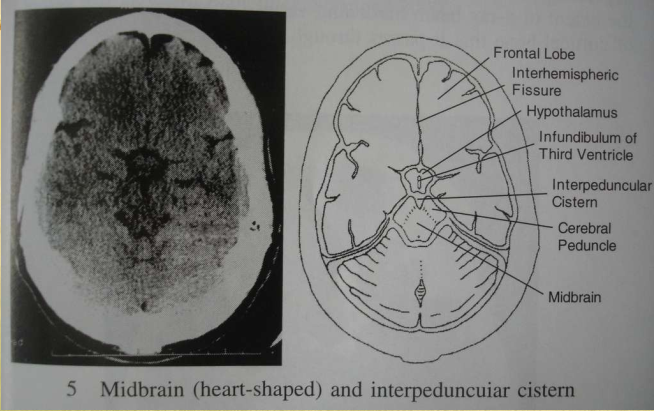 Frontal Lobe
Interhemispheric
Fissure
Hypothalamus
Infundibulum of
Third Ventricle
Interpeduncular
Cistern
Cerebral
Peduncle
Midbrain
5 Midbrain (heart-shaped) and interpeduncuiar cistern